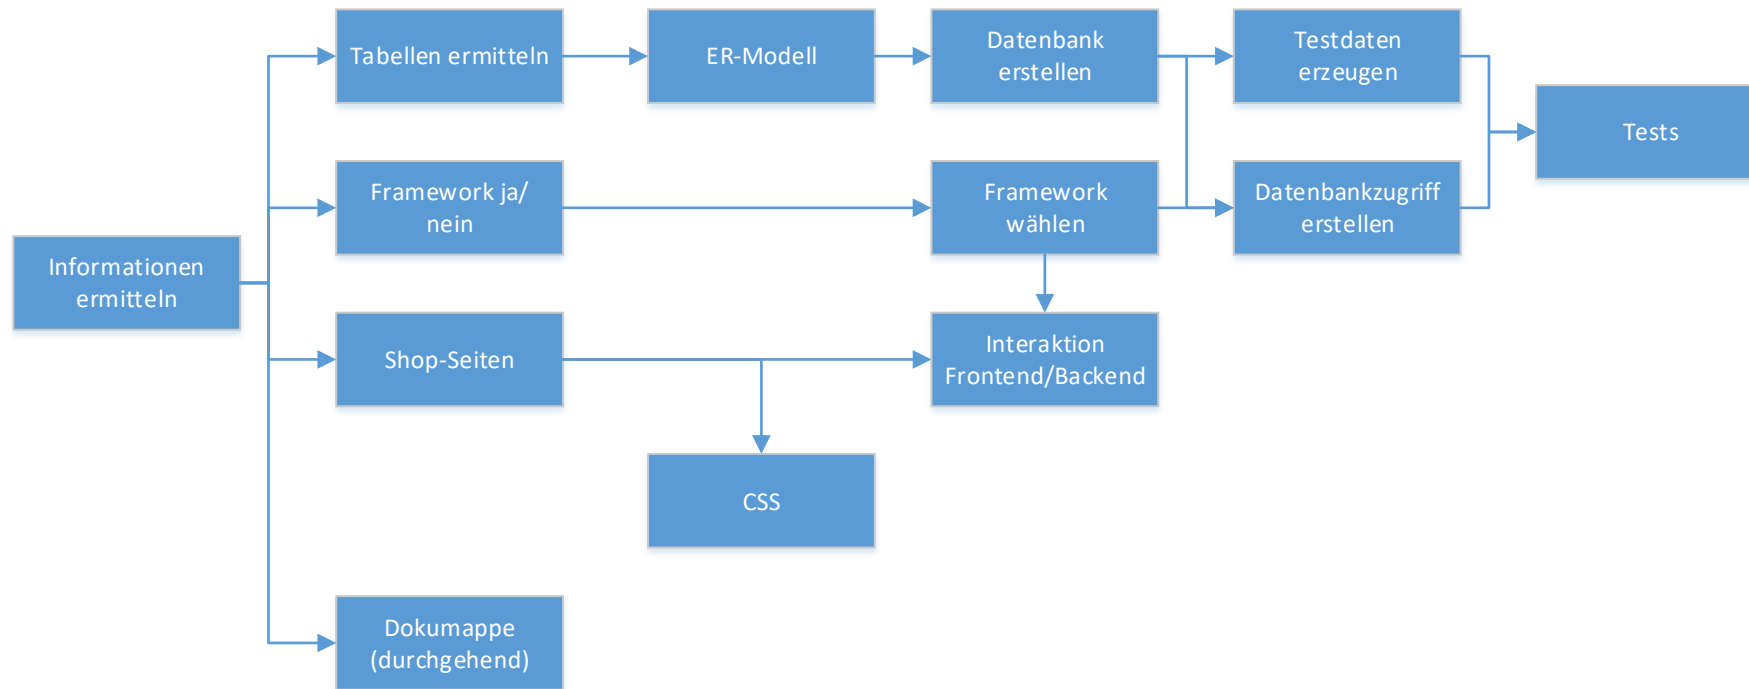 Tabellen ermitteln
ER-Modell
Datenbank
erstellen
Testdaten
erzeugen
Tests
Framework ja/
nein
Framework
wählen
Datenbankzugriff
erstellen
Informationen
ermitteln
Shop-Seiten
Interaktion
Frontend/Backend
CSS
Dokumappe
(durchgehend)